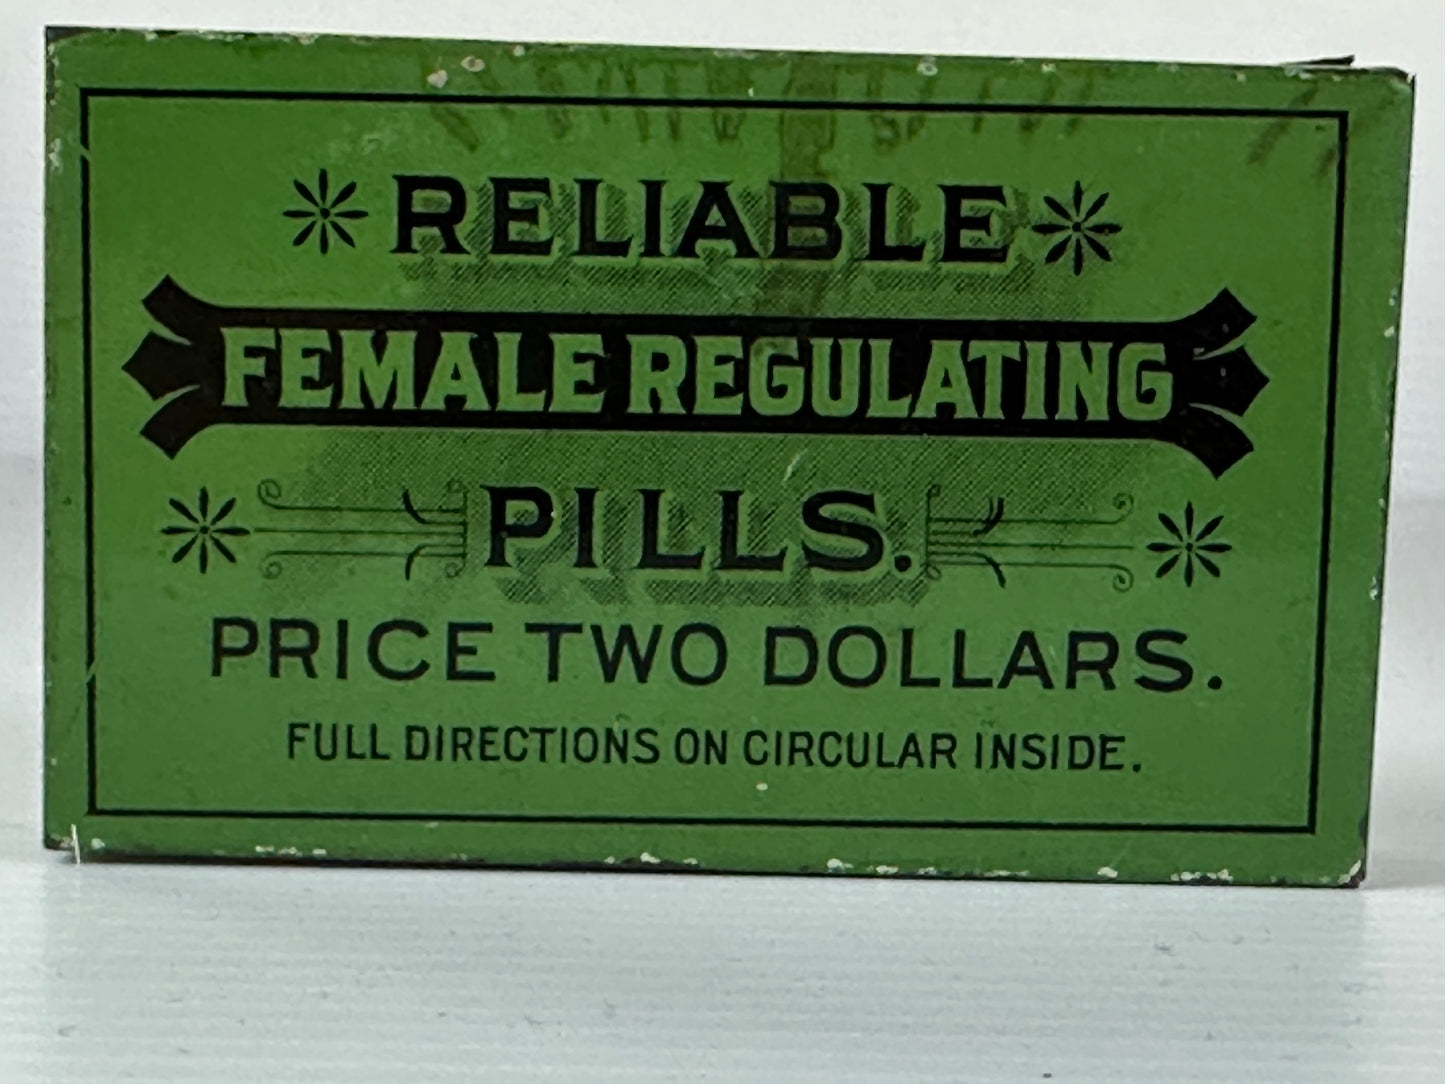 RELIABLE
FEMALE REGULATING
PILLS.
PRICE TWO DOLLARS.
FULL DIRECTIONS ON CIRCULAR INSIDE.